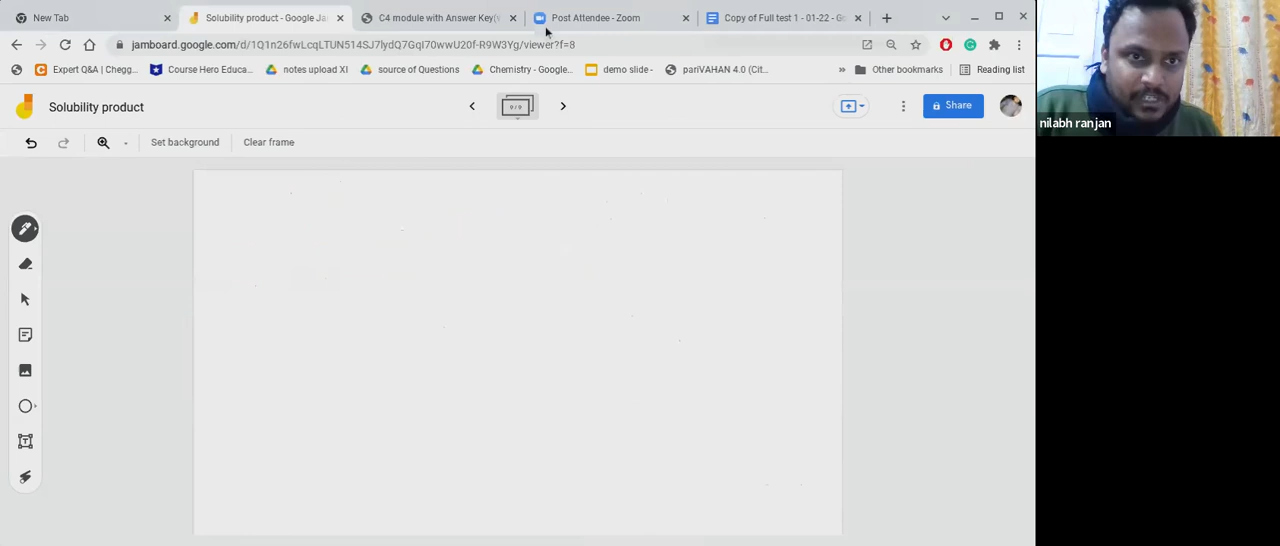 New Tab
Solubility product - Google Ja
C4 module with Answer Key(v
Post Attendee - Zoom
Copy of Full test 1 - 01-22 - Go
jamboard.google.com/d/1Q1n26fwLcqLTUN514SJ7lydQ7GqI70wwU20f-R9W3Yg/viewer?f=8
Expert Q&A | Chegg...
Course Hero Educa...
notes upload XI
source of Questions
Chemistry - Google...
demo slide -
pariVAHAN 4.0 (Cit...
»
Other bookmarks
Reading list
Solubility product
9 / 9
Share
Set background
Clear frame
nilabh ranjan